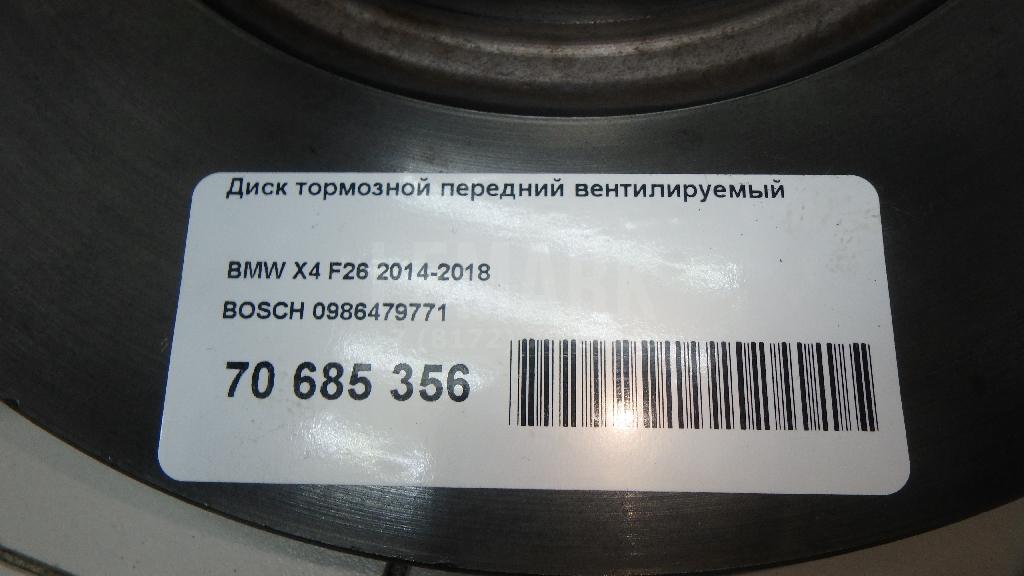 Диск тормозной передний вентилируемый
BMW X4 F26 2014-2018
BOSCH 0986479771
70 685 356